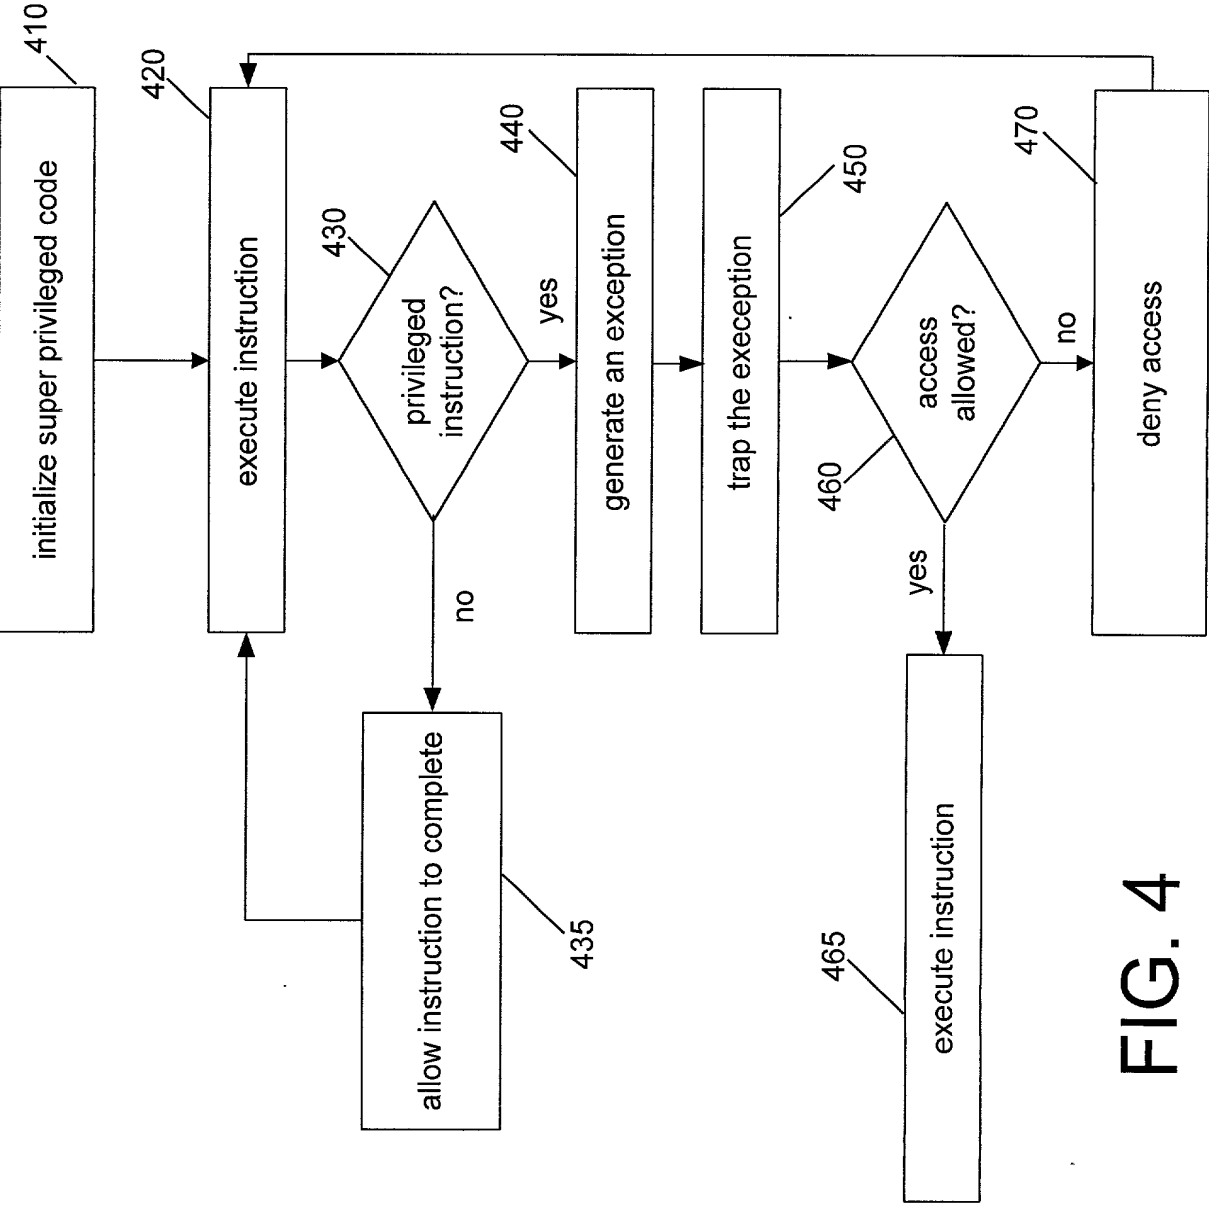 410
initialize super privileged code
420
execute instruction
430
privileged
instruction?
no
yes
allow instruction to complete
435
440
generate an exception
450
trap the exeception
460
access
allowed?
yes
no
465
execute instruction
470
deny access
FIG. 4